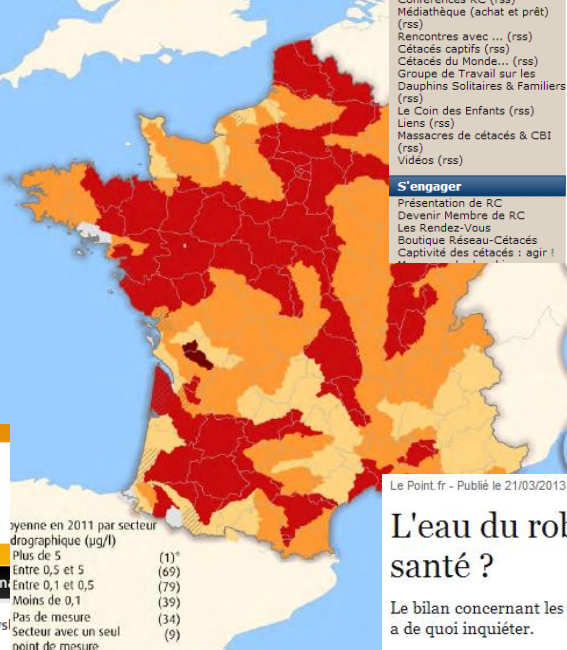 Médiathèque (achat et prêt)
(rss)
Rencontres avec ... (rss)
Cétacés captifs (rss)
Cétacés du Monde... (rss)
Groupe de Travail sur les
Dauphins Solitaires & Familiers
(rss)
Le Coin des Enfants (rss)
Liens (rss)
Massacres de cétacés & CBI
(rss)
Vidéos (rss)
S'engager
Présentation de RC
Devenir Membre de RC
Les Rendez-Vous
Boutique Réseau-Cétacés
Captivité des cétacés : agir !
Le Point.fr - Publié le 21/03/2013
L'eau du rob
santé ?
Le bilan concernant les
a de quoi inquiéter.
oyenne en 2011 par secteur
drographique (µg/l)
Plus de 5 (1)*
Entre 0,5 et 5 (69)
Entre 0,1 et 0,5 (79)
Moins de 0,1 (39)
Pas de mesure (34)
Secteur avec un seul (9)
point de mesure